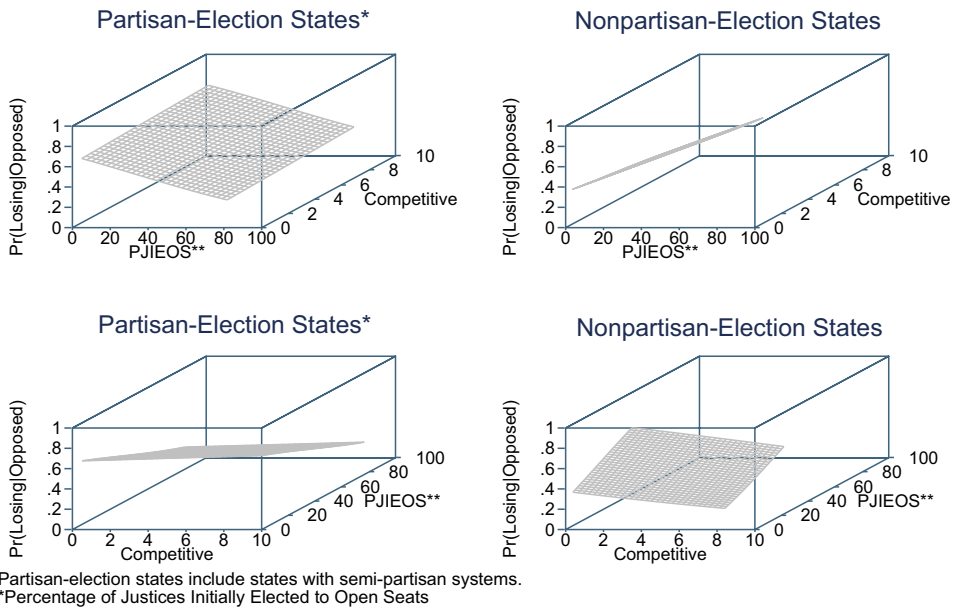 Partisan-Election States*
Nonpartisan-Election States
Pr(Losing|Opposed)
1
.8
.6
.4
.2
0
0 20 40 60 80 100
PJIEOS**
0
2
4
6
8
10
Competitive
Pr(Losing|Opposed)
1
.8
.6
.4
.2
0
0 20 40 60 80 100
PJIEOS**
0
2
4
6
8
10
Competitive
Partisan-Election States*
Nonpartisan-Election States
Pr(Losing|Opposed)
1
.8
.6
.4
.2
0
0 2 4 6 8 10
Competitive
0
20
40
60
80
100
PJIEOS**
Pr(Losing|Opposed)
1
.8
.6
.4
.2
0
0 2 4 6 8 10
Competitive
0
20
40
60
80
100
PJIEOS**
Partisan-election states include states with semi-partisan systems.
*Percentage of Justices Initially Elected to Open Seats